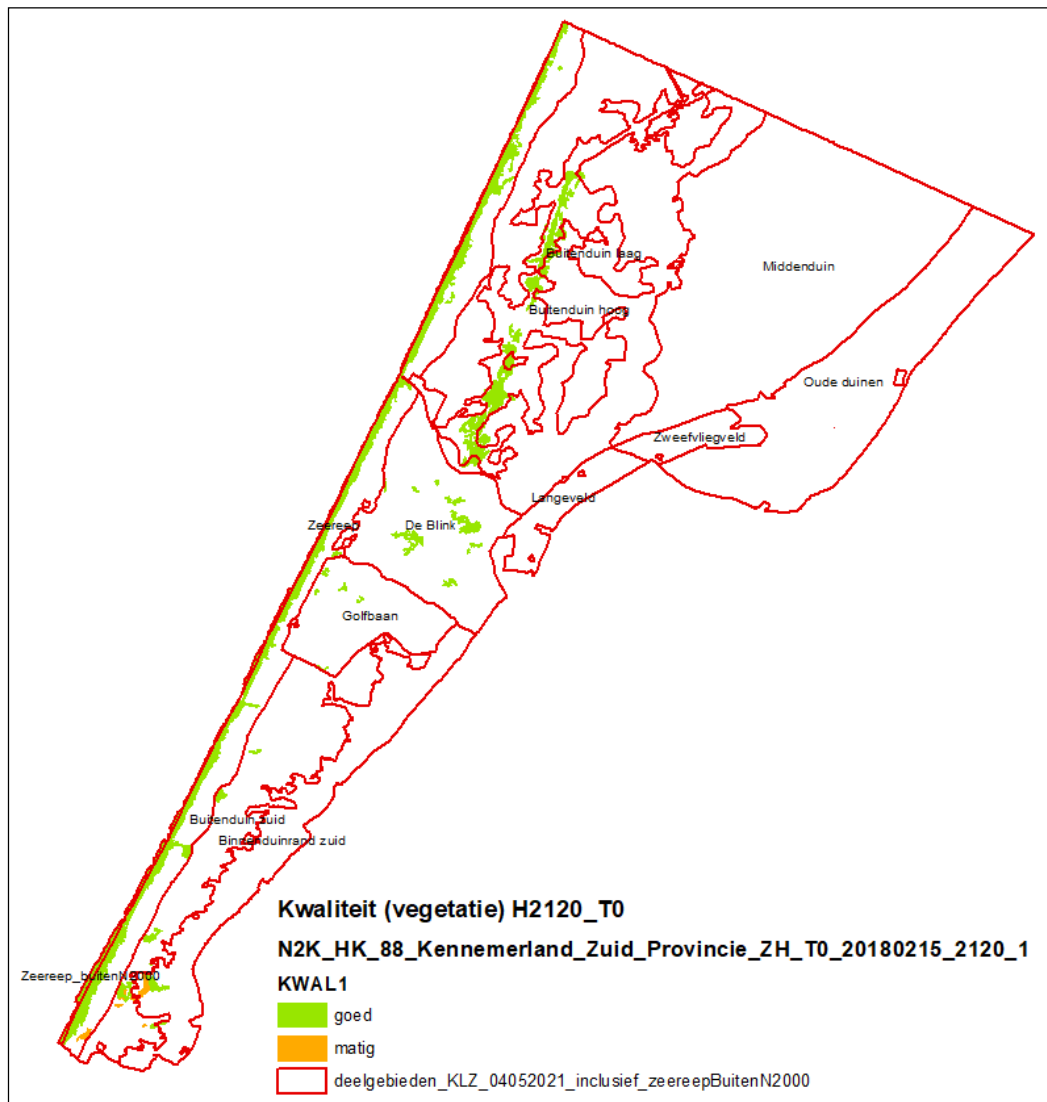 Buitenduin laag
Middenduin
Buitenduin hoog
Oude duinen
Zweefvliegveld
Langeveld
Zeereep
De Blink
Golfbaan
Buitenduin zuid
Binnenduinrand zuid
Zeereep_buitenN2000
Kwaliteit (vegetatie) H2120_T0
N2K_HK_88_Kennemerland_Zuid_Provincie_ZH_T0_20180215_2120_1
KWAL1
goed
matig
deelgebieden_KLZ_04052021_inclusief_zeereepBuitenN2000